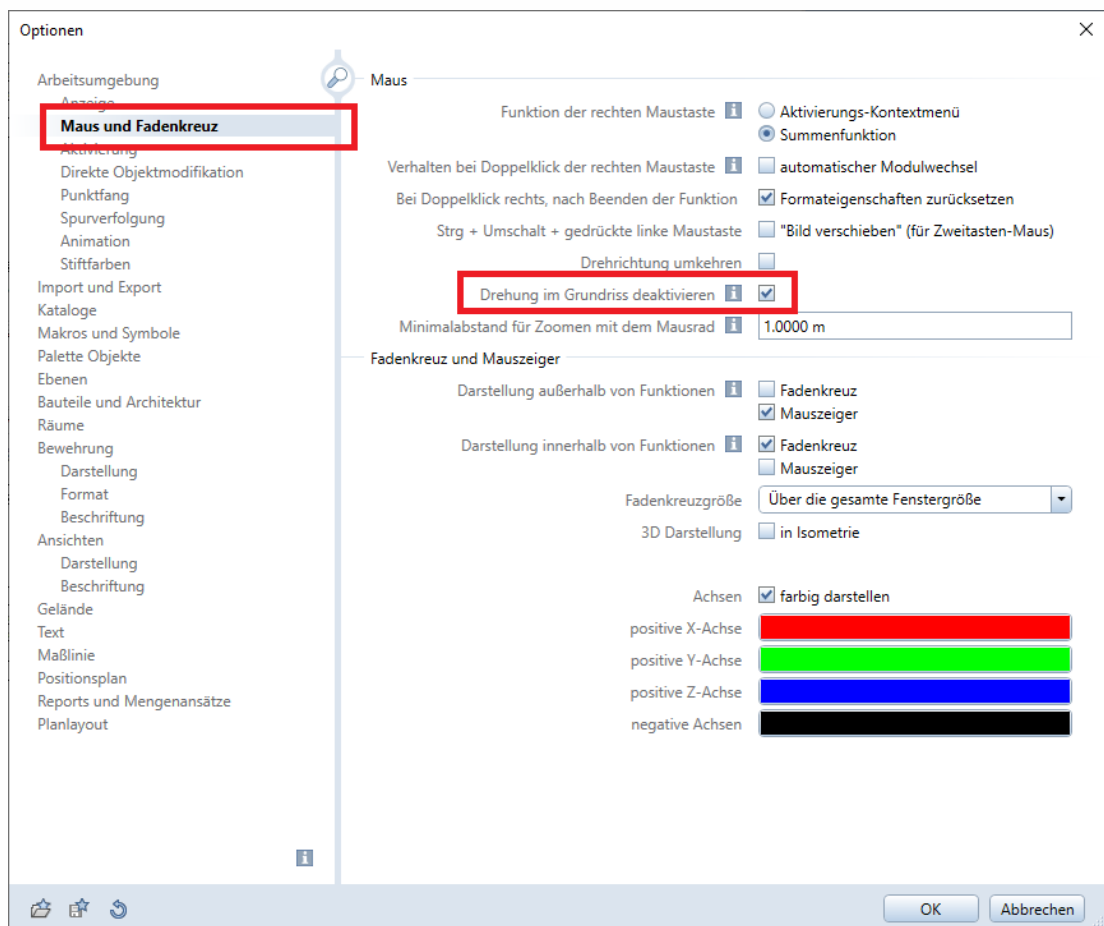 Optionen
Arbeitsumgebung
Anzeige
Maus und Fadenkreuz
Aktivierung
Direkte Objektmodifikation
Punktfang
Spurverfolgung
Animation
Stiftfarben
Import und Export
Kataloge
Makros und Symbole
Palette Objekte
Ebenen
Bauteile und Architektur
Räume
Bewehrung
Darstellung
Format
Beschriftung
Ansichten
Darstellung
Beschriftung
Gelände
Text
Maßlinie
Positionsplan
Reports und Mengenansätze
Planlayout
Maus
Funktion der rechten Maustaste Aktivierungs-Kontextmenü
Summenfunktion
Verhalten bei Doppelklick der rechten Maustaste automatischer Modulwechsel
Bei Doppelklick rechts, nach Beenden der Funktion Formateigenschaften zurücksetzen
Strg + Umschalt + gedrückte linke Maustaste "Bild verschieben" (für Zweitasten-Maus)
Drehrichtung umkehren
Drehung im Grundriss deaktivieren
Minimalabstand für Zoomen mit dem Mausrad 1.0000 m
Fadenkreuz und Mauszeiger
Darstellung außerhalb von Funktionen Fadenkreuz
Mauszeiger
Darstellung innerhalb von Funktionen Fadenkreuz
Mauszeiger
Fadenkreuzgröße Über die gesamte Fenstergröße
3D Darstellung in Isometrie
Achsen farbig darstellen
positive X-Achse
positive Y-Achse
positive Z-Achse
negative Achsen
OK Abbrechen